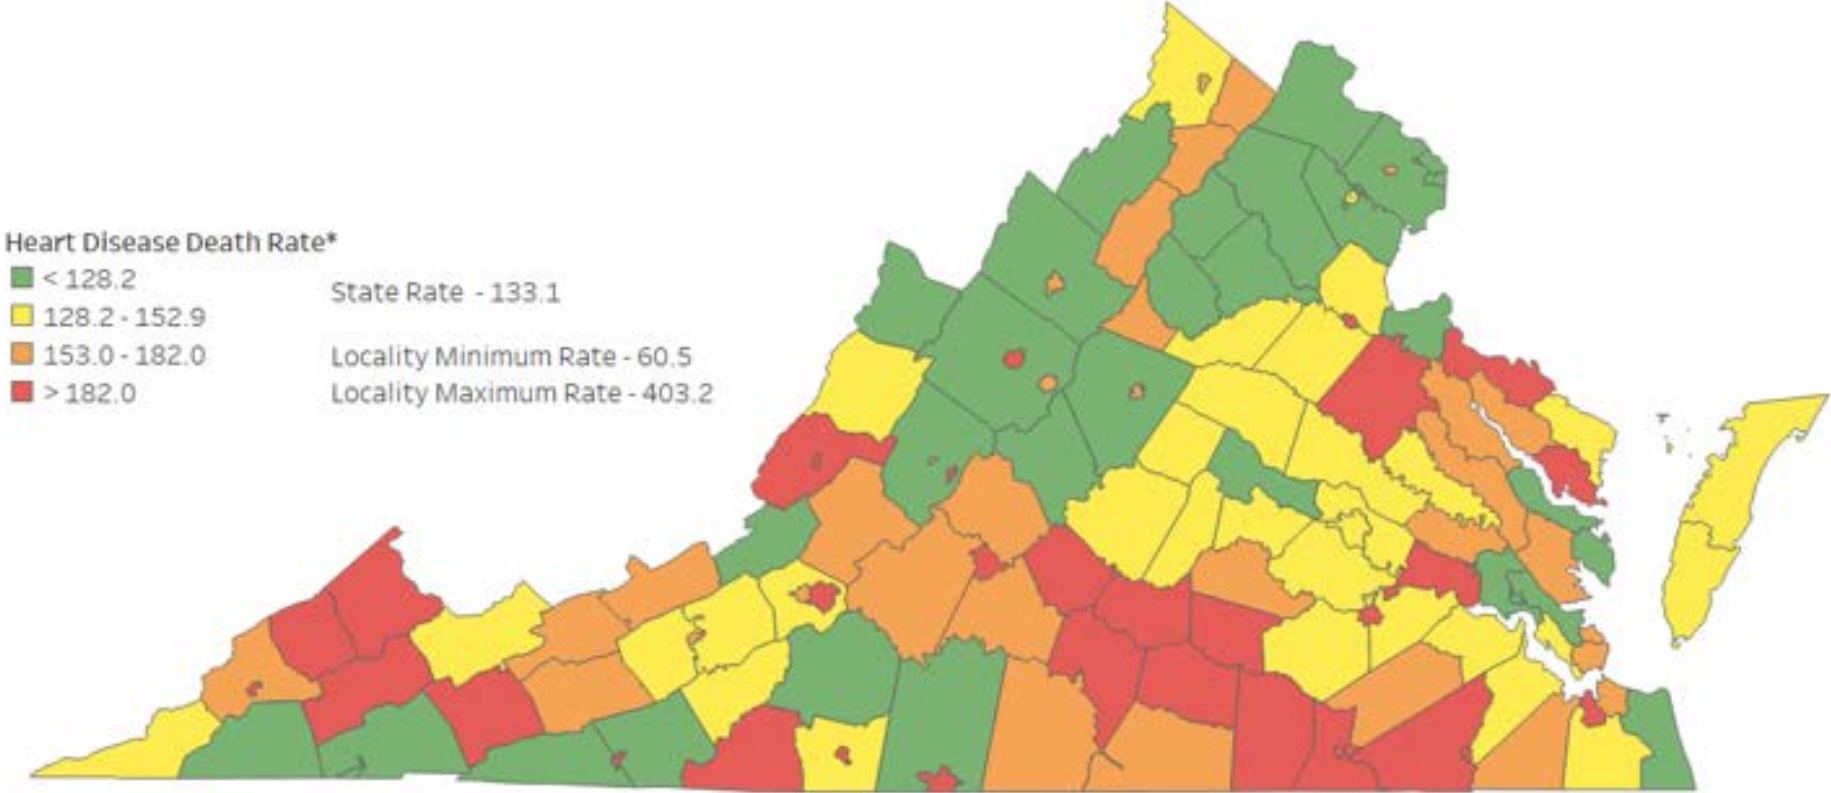 Heart Disease Death Rate*
< 128.2
128.2 - 152.9
153.0 - 182.0
> 182.0
State Rate - 133.1
Locality Minimum Rate - 60.5
Locality Maximum Rate - 403.2